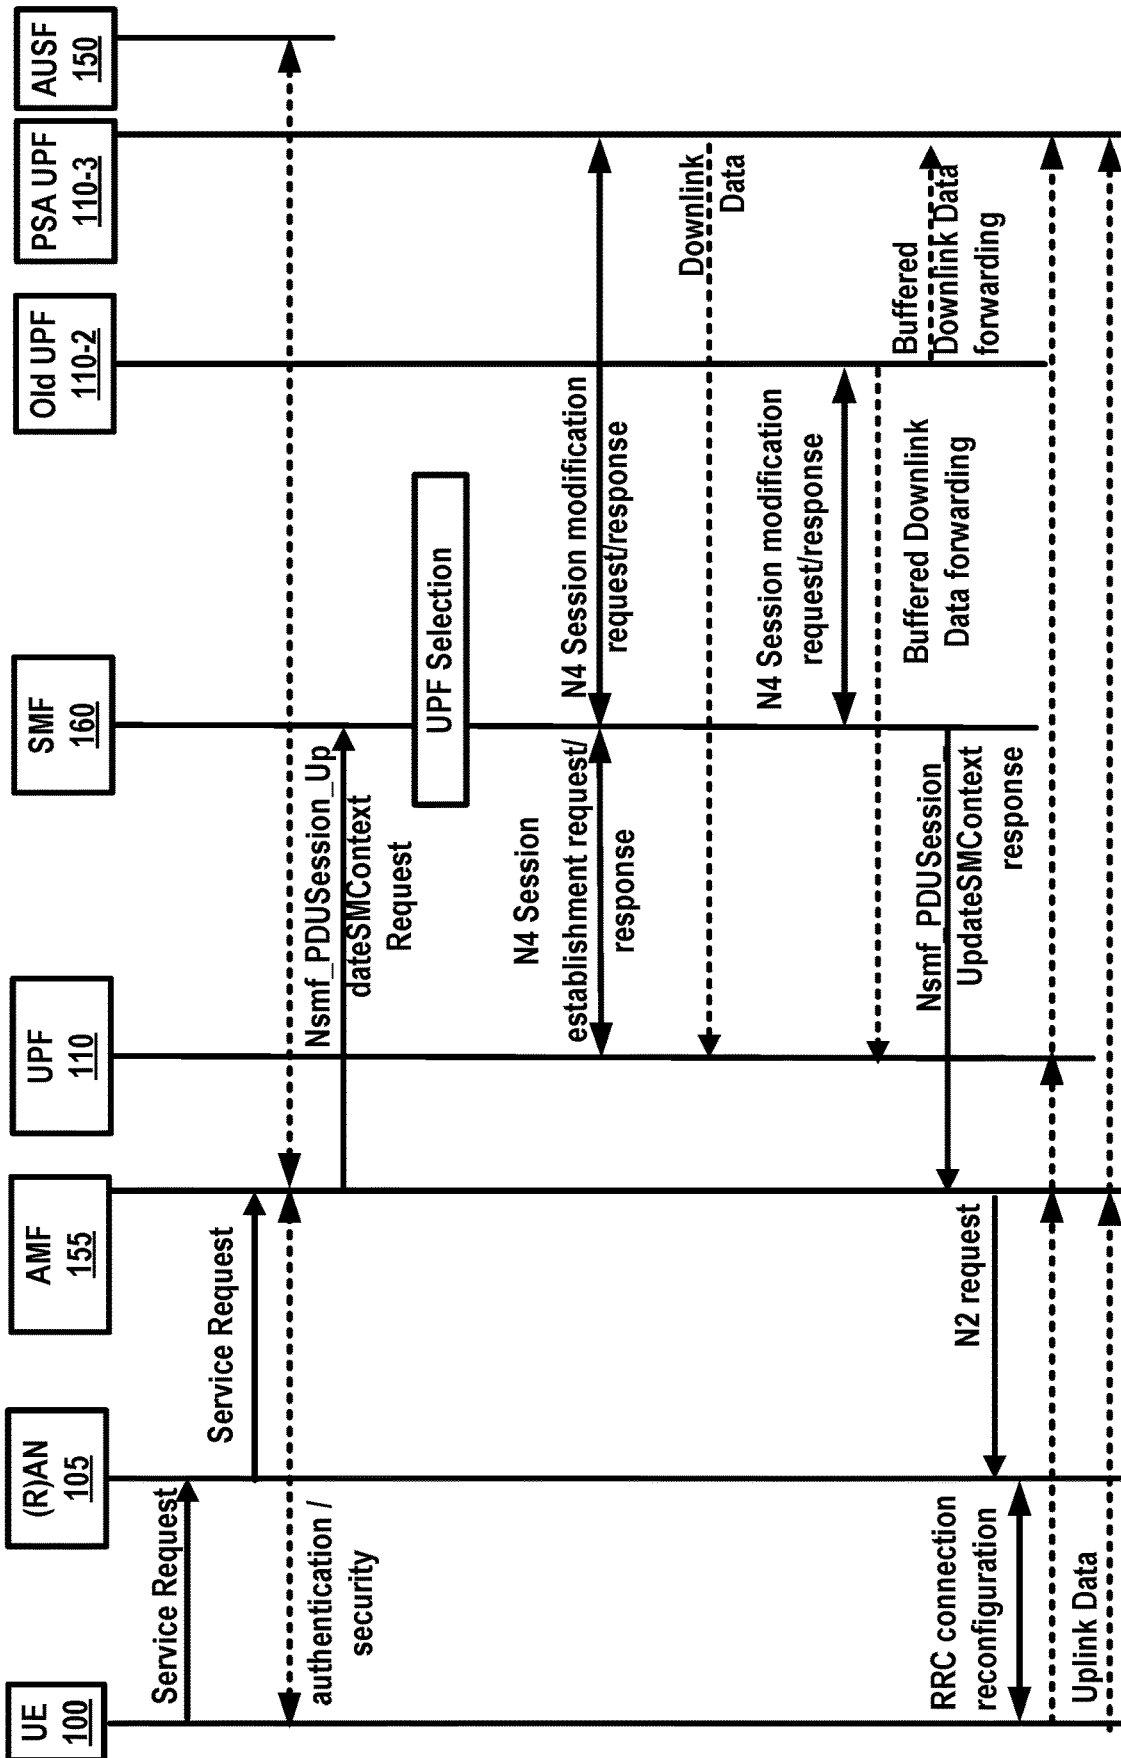 UE
100
(R)AN
105
AMF
155
UPF
110
SMF
160
Old UPF
110-2
PSA UPF
110-3
AUSF
150
Service Request
Service Request
authentication /
security
Nsmf_PDUSession_Up
dateSMContext
Request
UPF Selection
N4 Session
establishment request/
response
N4 Session modification
request/response
Downlink
Data
N4 Session modification
request/response
Buffered Downlink
Data forwarding
Buffered
Downlink Data
forwarding
Nsmf_PDUSession_
UpdateSMContext
response
N2 request
RRC connection
reconfiguration
Uplink Data